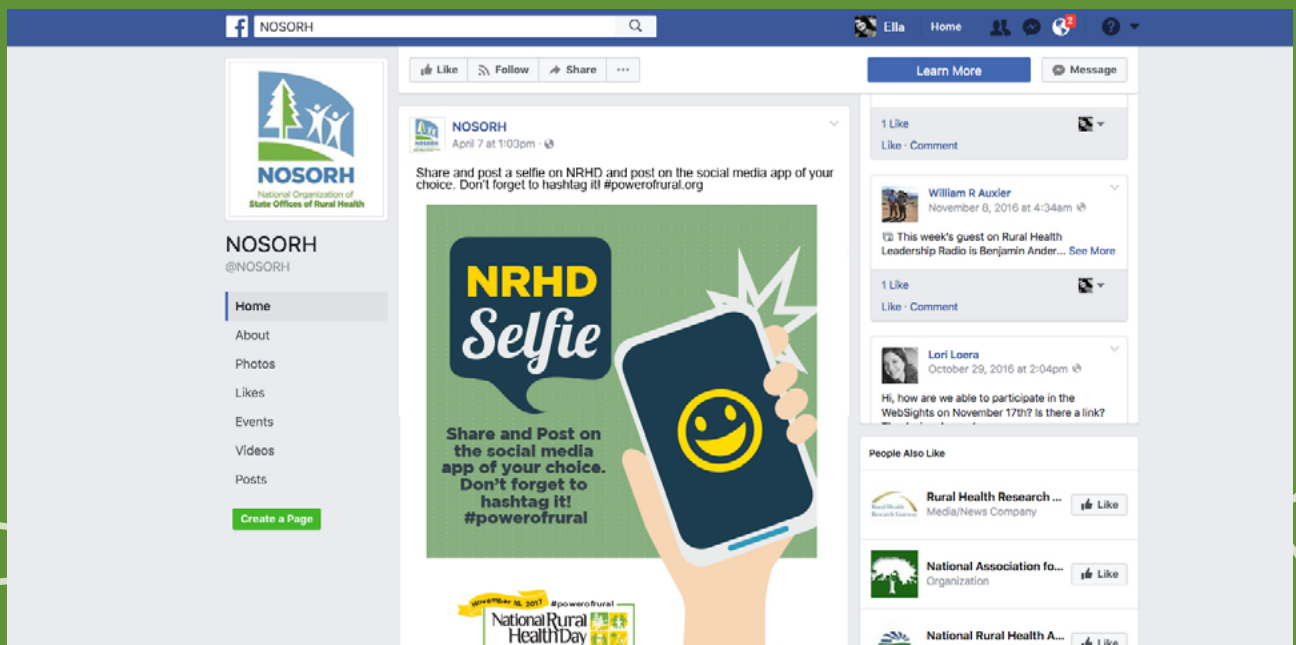 NOSORH
Ella
Home
2
Like
Follow
Share
Learn More
Message
NOSORH
National Organization of
State Offices of Rural Health
NOSORH
@NOSORH
Home
About
Photos
Likes
Events
Videos
Posts
Create a Page
NOSORH
April 7 at 1:03pm
Share and post a selfie on NRHD and post on the social media app of your
choice. Don't forget to hashtag it! #powerofrural.org
NRHD
Selfie
Share and Post on
the social media
app of your choice.
Don't forget to
hashtag it!
#powerofrural
November 16, 2017
#powerofrural
National Rural
Health Day
1 Like
Like · Comment
William R Auxier
November 8, 2016 at 4:34am
This week's guest on Rural Health
Leadership Radio is Benjamin Ander... See More
1 Like
Like · Comment
Lori Loera
October 29, 2016 at 2:04pm
Hi, how are we able to participate in the
WebSights on November 17th? Is there a link?
People Also Like
Rural Health Research ...
Media/News Company
Like
National Association fo...
Organization
Like
National Rural Health A...
Like